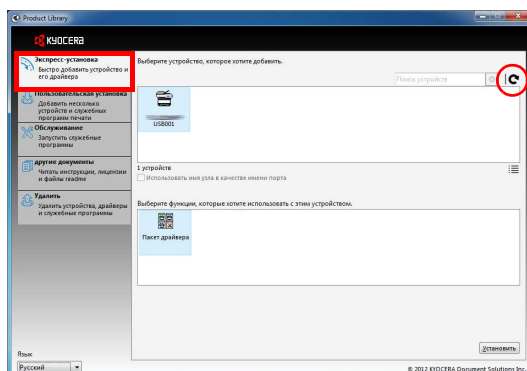 Product Library
KYOCERA
Экспресс-установка
Быстро добавить устройство и
его драйвера
Пользовательская установка
Добавить несколько
устройств и служебных
программ печати
Обслуживание
Запустить служебные
программы
другие документы
Читать инструкции, лицензии
и файлы readme
Удалить
Удалить устройства, драйверы
и служебные программы
Язык
Русский
Выберите устройство, которое хотите добавить.
Поиск устройств
USB001
1 устройств
Использовать имя узла в качестве имени порта
Выберите функции, которые хотите использовать с этим устройством.
Пакет драйвера
Установить
© 2012 KYOCERA Document Solutions Inc.